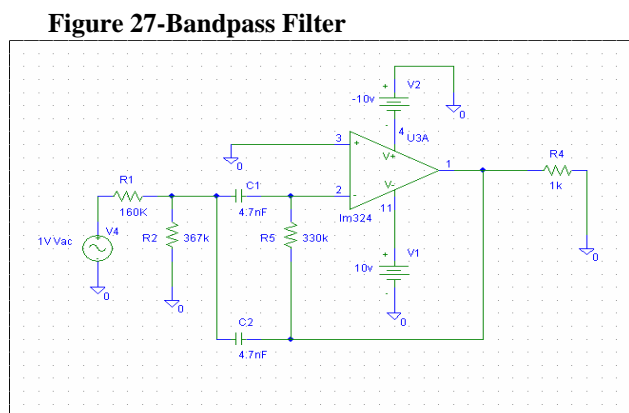 Figure 27-Bandpass Filter
+
V2
-10v
-
0
4
U3A
3
+
V+
0
1
R4
1k
R1
160K
C1
4.7nF
2
-
V-
11
lm324
0
V4
1V Vac
R2
367k
R5
330k
+
V1
10v
-
0
0
0
C2
4.7nF